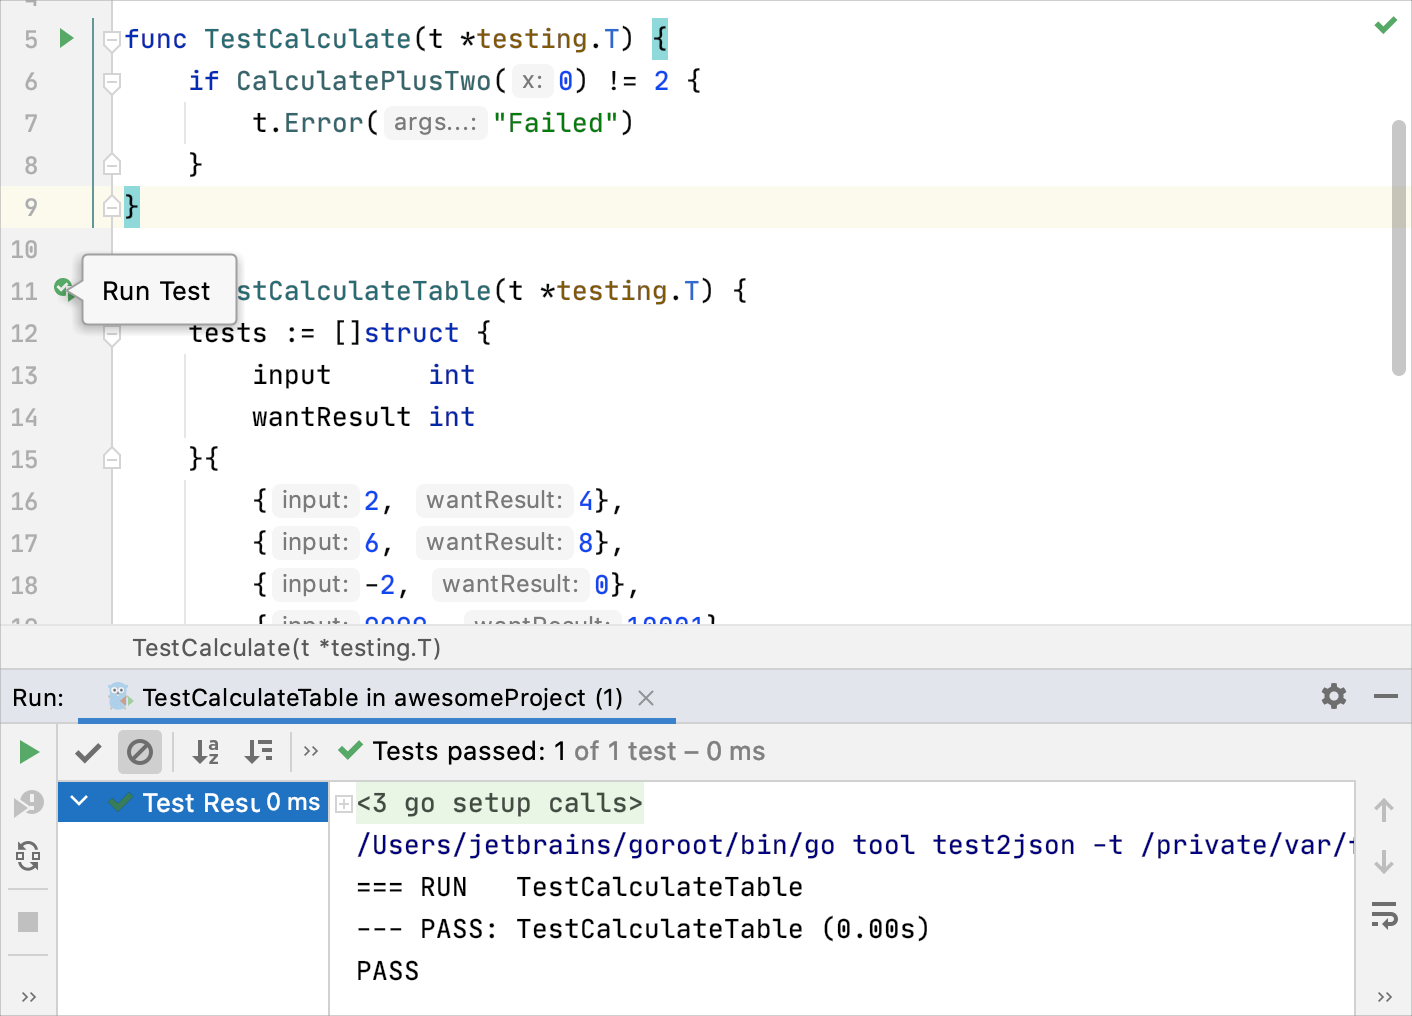 5 func TestCalculate(t *testing.T) {
6 if CalculatePlusTwo( x: 0) != 2 {
7 t.Error( args...: "Failed")
8 }
9 }
10
11 stCalculateTable(t *testing.T) {
Run Test
12 tests := []struct {
13 input int
14 wantResult int
15 }{
16 { input: 2, wantResult: 4},
17 { input: 6, wantResult: 8},
18 { input: -2, wantResult: 0},
{ input: 9999, wantResult: 10001}
TestCalculate(t *testing.T)
Run: TestCalculateTable in awesomeProject (1)
Tests passed: 1 of 1 test – 0 ms
Test Resu 0 ms
<3 go setup calls>
/Users/jetbrains/goroot/bin/go tool test2json -t /private/var/
=== RUN TestCalculateTable
--- PASS: TestCalculateTable (0.00s)
PASS